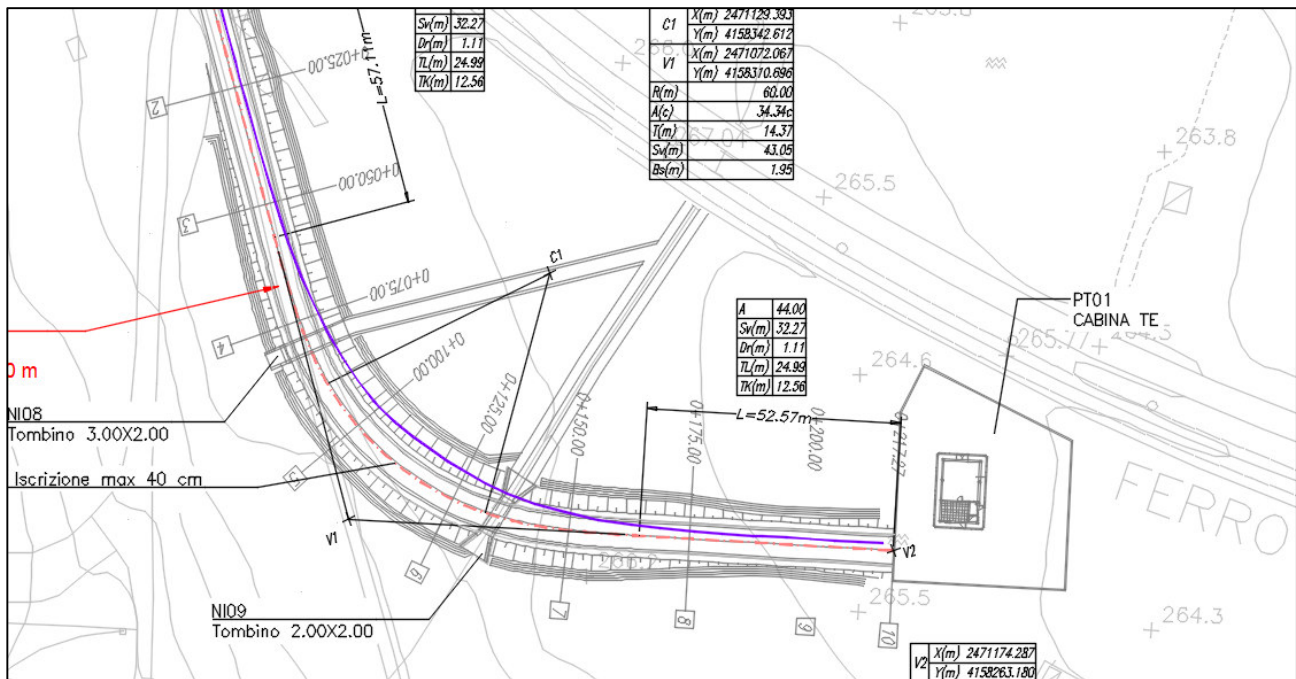 Sv(m) 32.27
Dr(m) 1.11
TL(m) 24.99
TK(m) 12.56
C1 X(m) 2471129.393
Y(m) 4158342.612
V1 X(m) 2471072.067
Y(m) 4158310.696
R(m) 60.00
A(c) 34.34c
T(m) 14.37
Sv(m) 43.05
Bs(m) 1.95
263.8
265.5
267.01
0+025.00
L=57.11m
2
0+050.00
3
C1
0+075.00
4
0 m
NI08
Tombino 3.00X2.00
Iscrizione max 40 cm
0+100.00
5
A 44.00
Sv(m) 32.27
Dr(m) 1.11
TL(m) 24.99
TK(m) 12.56
PT01
CABINA TE
265.77
264.3
264.6
0+125.00
0+150.00
L=52.57m
0+175.00
0+200.00
0+217.27
FERRO
V1
V2
6
7
8
9
10
265.5
264.3
NI09
Tombino 2.00X2.00
V2 X(m) 2471174.287
Y(m) 4158263.180